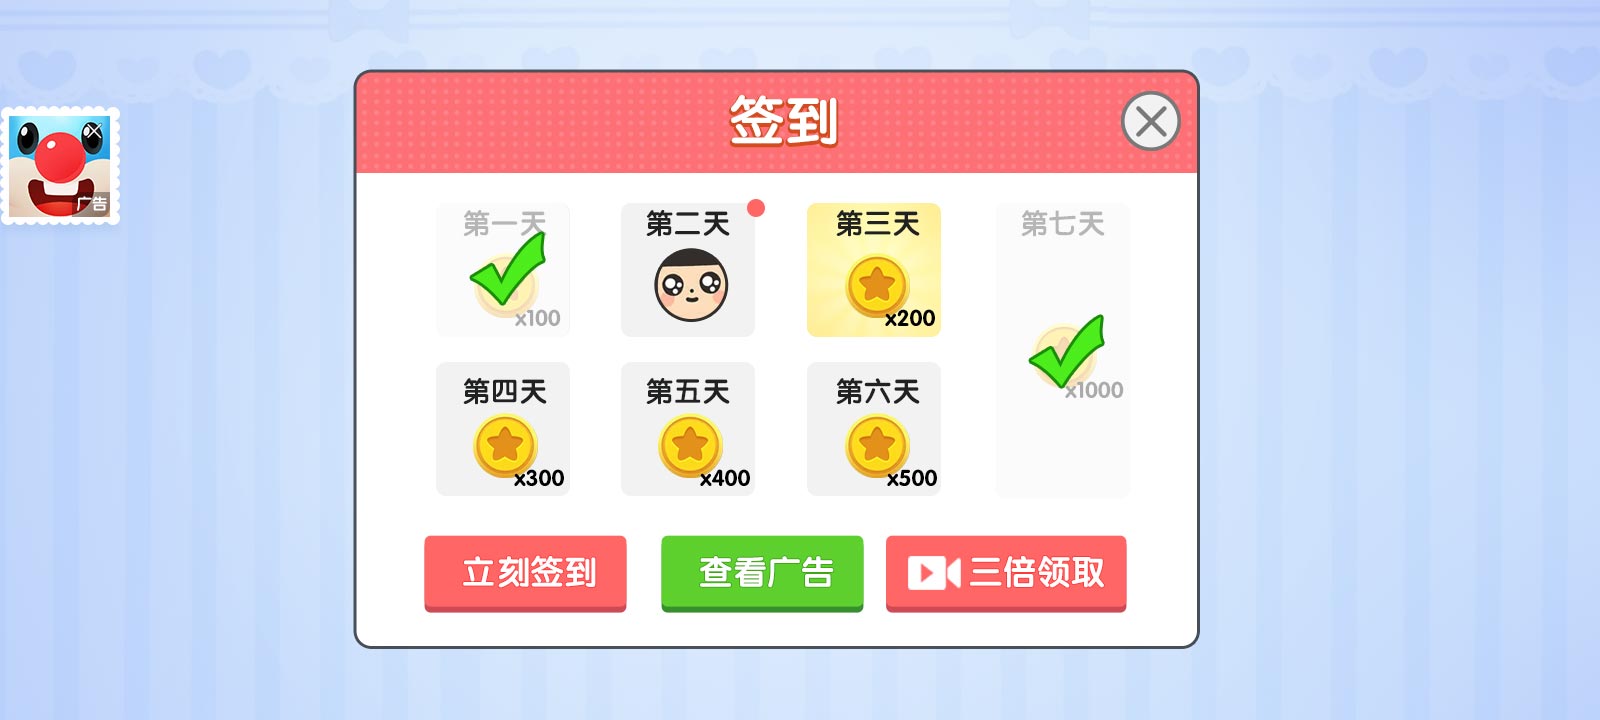 签到
广告
第一天
x100
第二天
第三天
x200
第七天
x1000
第四天
x300
第五天
x400
第六天
x500
立刻签到
查看广告
三倍领取